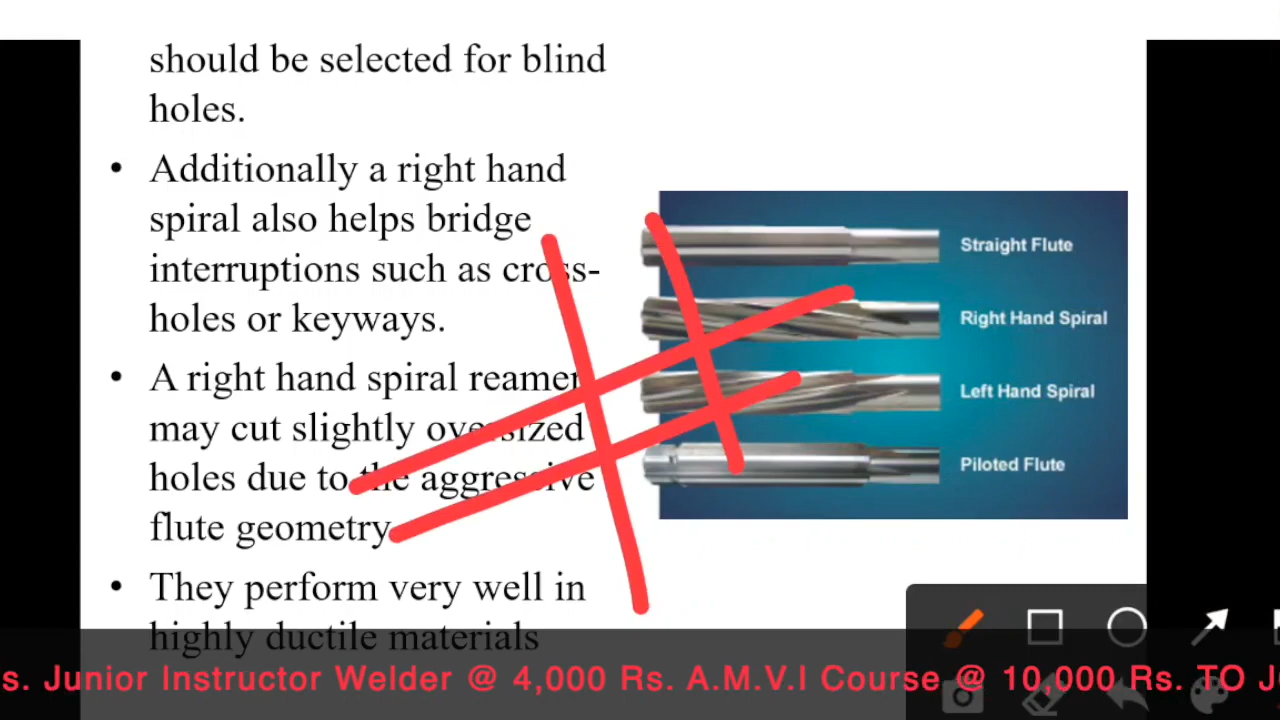 should be selected for blind
holes.
• Additionally a right hand
spiral also helps bridge
interruptions such as cross-
holes or keyways.
• A right hand spiral reamer
may cut slightly oversized
holes due to the aggressive
flute geometry
• They perform very well in
highly ductile materials
Straight Flute
Right Hand Spiral
Left Hand Spiral
Piloted Flute
s. Junior Instructor Welder @ 4,000 Rs. A.M.V.I Course @ 10,000 Rs. TO J